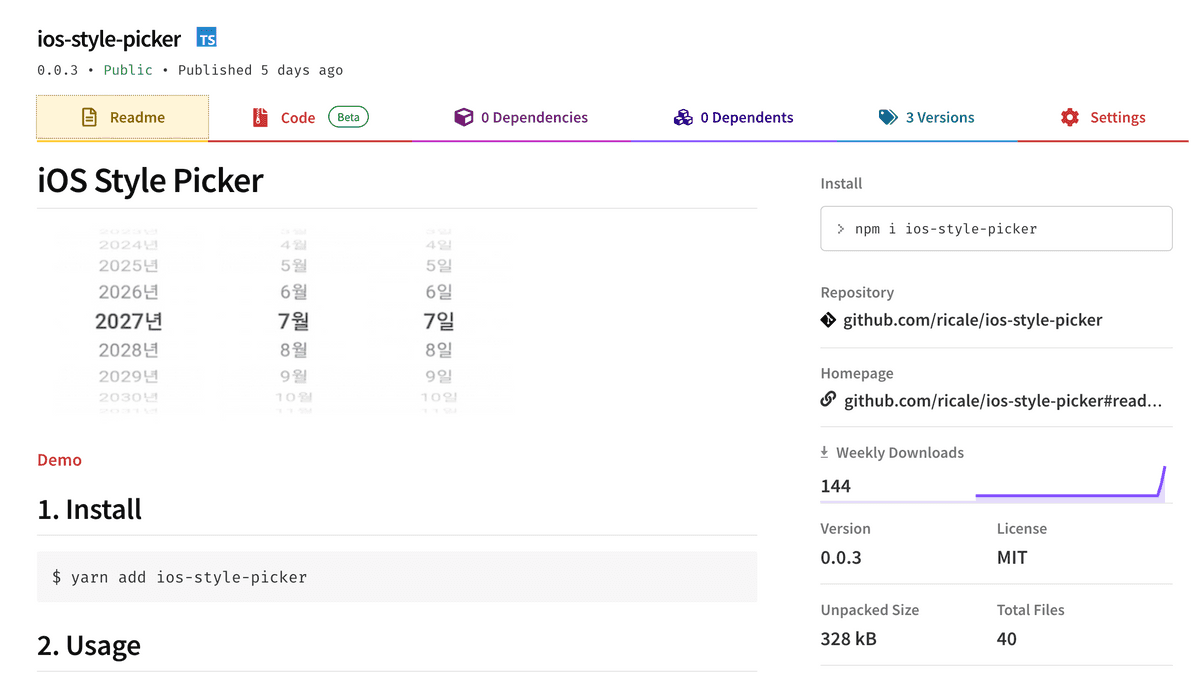 ios-style-picker TS
0.0.3 • Public • Published 5 days ago
Readme
Code Beta
0 Dependencies
0 Dependents
3 Versions
Settings
iOS Style Picker
2024년 4월 4일
2025년 5월 5일
2026년 6월 6일
2027년 7월 7일
2028년 8월 8일
2029년 9월 9일
2030년 10월 10일
Demo
1. Install
$ yarn add ios-style-picker
2. Usage
Install
> npm i ios-style-picker
Repository
github.com/ricale/ios-style-picker
Homepage
github.com/ricale/ios-style-picker#read...
Weekly Downloads
144
Version License
0.0.3 MIT
Unpacked Size Total Files
328 kB 40